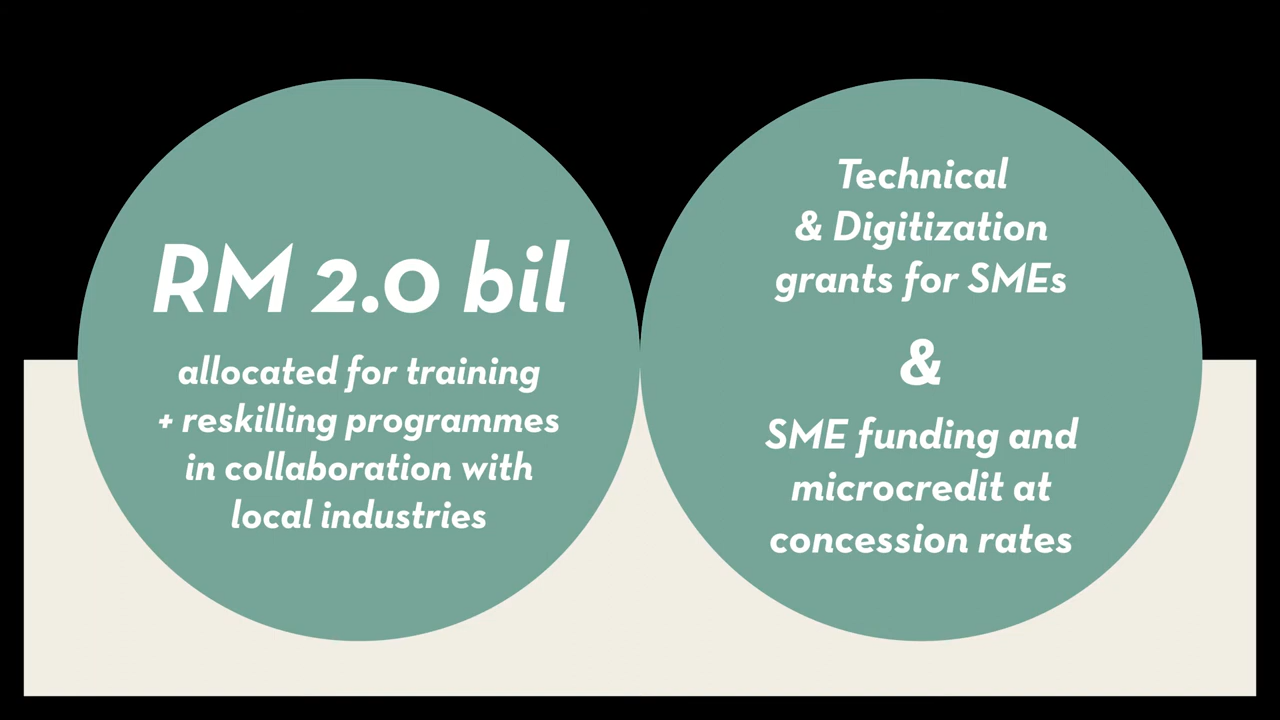 RM 2.0 bil
allocated for training
+ reskilling programmes
in collaboration with
local industries
Technical
& Digitization
grants for SMEs
&
SME funding and
microcredit at
concession rates